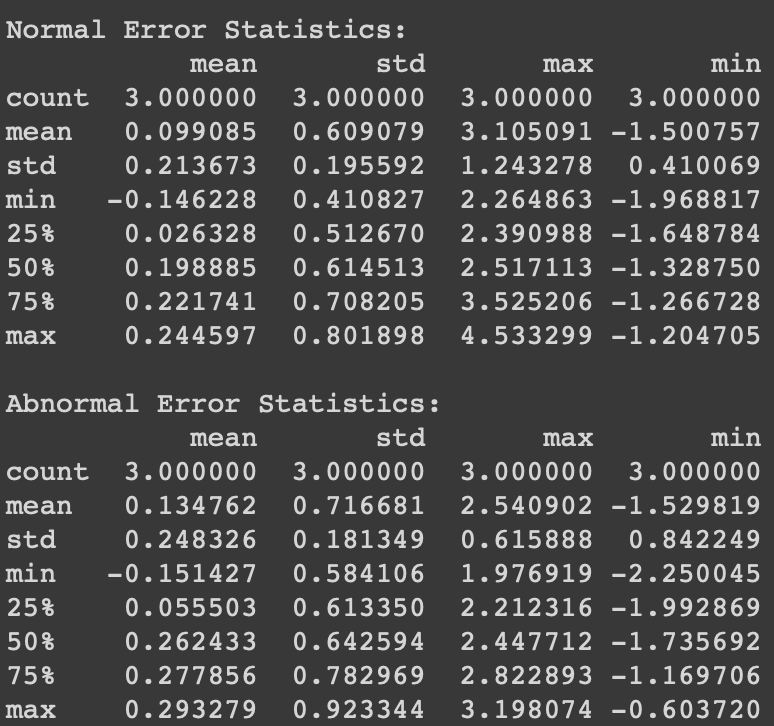 Normal Error Statistics:
           mean       std       max       min
count  3.000000  3.000000  3.000000  3.000000
mean   0.099085  0.609079  3.105091 -1.500757
std    0.213673  0.195592  1.243278  0.410069
min   -0.146228  0.410827  2.264863 -1.968817
25%    0.026328  0.512670  2.390988 -1.648784
50%    0.198885  0.614513  2.517113 -1.328750
75%    0.221741  0.708205  3.525206 -1.266728
max    0.244597  0.801898  4.533299 -1.204705

Abnormal Error Statistics:
           mean       std       max       min
count  3.000000  3.000000  3.000000  3.000000
mean   0.134762  0.716681  2.540902 -1.529819
std    0.248326  0.181349  0.615888  0.842249
min   -0.151427  0.584106  1.976919 -2.250045
25%    0.055503  0.613350  2.212316 -1.992869
50%    0.262433  0.642594  2.447712 -1.735692
75%    0.277856  0.782969  2.822893 -1.169706
max    0.293279  0.923344  3.198074 -0.603720